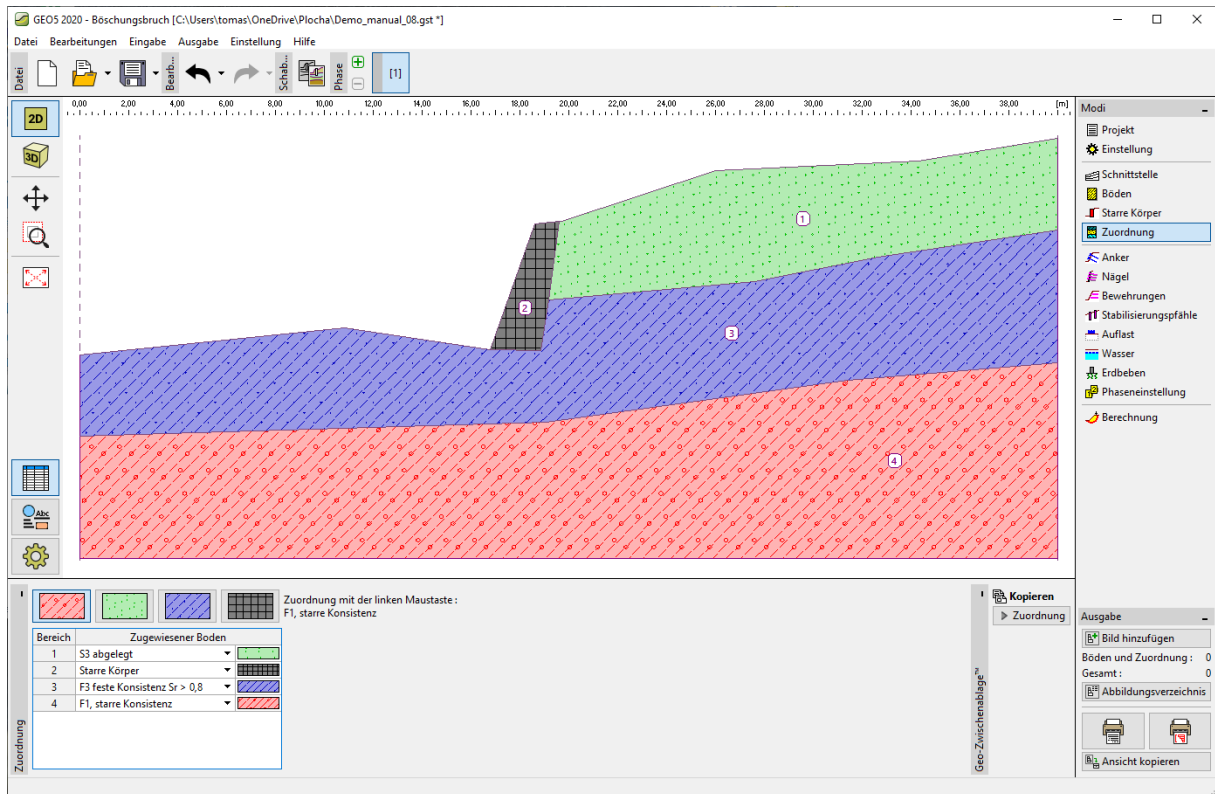 GEO5 2020 - Böschungsbruch [C:\Users\tomas\OneDrive\Plocha\Demo_manual_08.gst *]
Datei Bearbeitungen Eingabe Ausgabe Einstellung Hilfe
Datei
Bearb...
Schab...
Phase
[1]
0,00 2,00 4,00 6,00 8,00 10,00 12,00 14,00 16,00 18,00 20,00 22,00 24,00 26,00 28,00 30,00 32,00 34,00 36,00 38,00 [m]
2D
3D
Abc
1
2
3
4
Modi
Projekt
Einstellung
Schnittstelle
Böden
Starre Körper
Zuordnung
Anker
Nägel
Bewehrungen
Stabilisierungspfähle
Auflast
Wasser
Erdbeben
Phaseneinstellung
Berechnung
Zuordnung
Zuordnung mit der linken Maustaste :
F1, starre Konsistenz
Bereich Zugewiesener Boden
1 S3 abgelegt
2 Starre Körper
3 F3 feste Konsistenz Sr > 0,8
4 F1, starre Konsistenz
Geo-Zwischenablage™
Kopieren
Zuordnung
Ausgabe
Bild hinzufügen
Böden und Zuordnung : 0
Gesamt : 0
Abbildungsverzeichnis
Ansicht kopieren